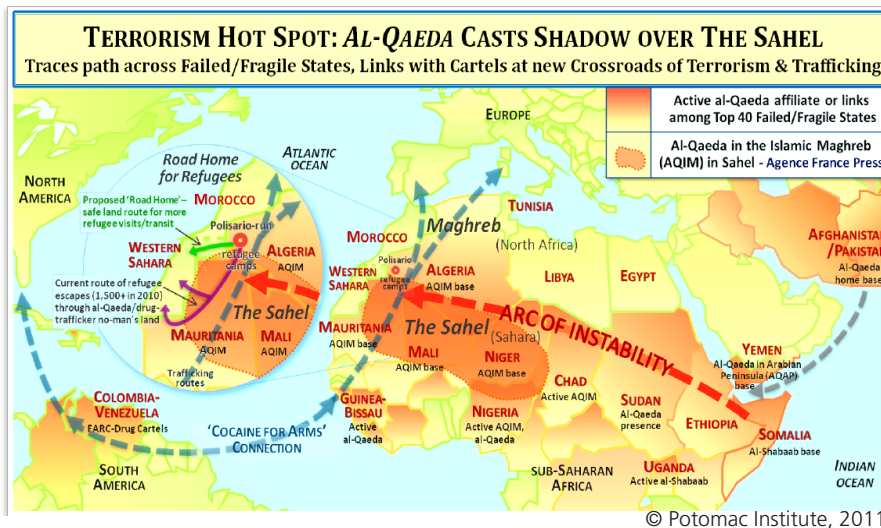 TERRORISM HOT SPOT: AL-QAEDA CASTS SHADOW OVER THE SAHEL
Traces path across Failed/Fragile States, Links with Cartels at new Crossroads of Terrorism & Trafficking
Active al-Qaeda affiliate or links
among Top 40 Failed/Fragile States
Al-Qaeda in the Islamic Maghreb
(AQIM) in Sahel - Agence France Press
EUROPE
NORTH
AMERICA
ATLANTIC
OCEAN
Road Home
for Refugees
Proposed 'Road Home'–
safe land route for more
refugee visits/transit
MOROCCO
Polisario-run
refugee
camps
WESTERN
SAHARA
ALGERIA
AQIM
Current route of refugee
escapes (1,500+ in 2010)
through al-Qaeda/drug-
trafficker no-man's land
The Sahel
MAURITANIA
AQIM
MALI
AQIM
Trafficking
routes
TUNISIA
MOROCCO
Maghreb
(North Africa)
Polisario
refugee
camps
WESTERN
SAHARA
ALGERIA
AQIM base
LIBYA
EGYPT
AFGHANISTAN
/PAKISTAN
Al-Qaeda
home base
ARC OF INSTABILITY
MAURITANIA
AQIM base
The Sahel
(Sahara)
MALI
AQIM base
NIGER
AQIM base
YEMEN
Al-Qaeda in Arabian
Peninsula (AQAP)
base
CHAD
Active AQIM
SUDAN
Al-Qaeda
presence
COLOMBIA-
VENEZUELA
FARC-Drug Cartels
GUINEA-
BISSAU
Active
al-Qaeda
NIGERIA
Active AQIM,
al-Qaeda
ETHIOPIA
SOMALIA
Al-Shabaab base
'COCAINE FOR ARMS'
CONNECTION
SOUTH
AMERICA
SUB-SAHARAN
AFRICA
UGANDA
Active al-Shabaab
INDIAN
OCEAN
© Potomac Institute, 2011